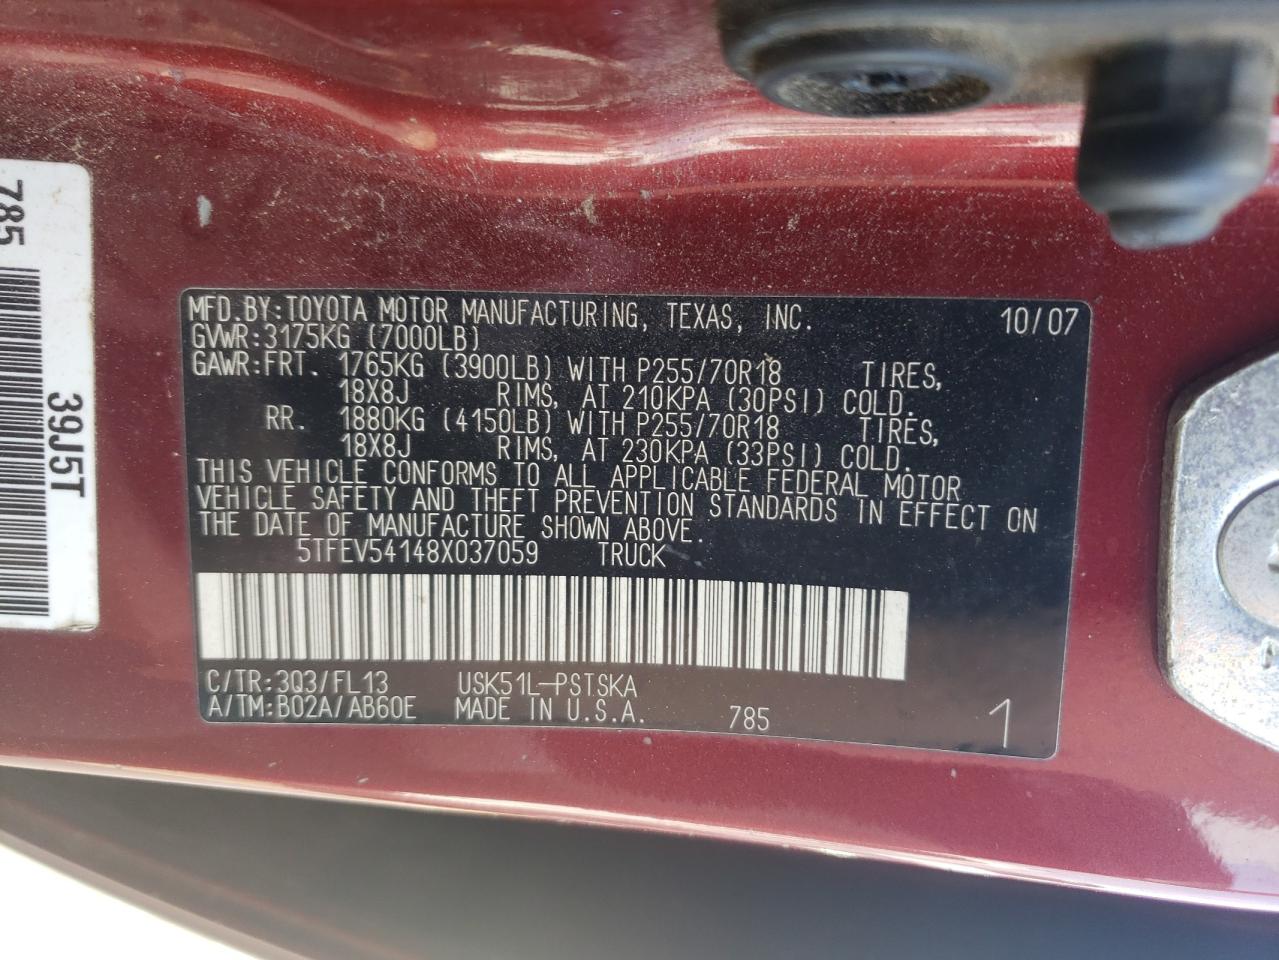 785
39J5T
MFD.BY:TOYOTA MOTOR MANUFACTURING, TEXAS, INC. 10/07
GVWR:3175KG (7000LB)
GAWR:FRT. 1765KG (3900LB) WITH P255/70R18 TIRES,
18X8J RIMS, AT 210KPA (30PSI) COLD.
RR. 1880KG (4150LB) WITH P255/70R18 TIRES,
18X8J RIMS, AT 230KPA (33PSI) COLD.
THIS VEHICLE CONFORMS TO ALL APPLICABLE FEDERAL MOTOR
VEHICLE SAFETY AND THEFT PREVENTION STANDARDS IN EFFECT ON
THE DATE OF MANUFACTURE SHOWN ABOVE.
5TFEV54148X037059 TRUCK
C/TR:3Q3/FL13 USK51L-PSTSKA
A/TM:B02A/AB60E MADE IN U.S.A. 785 1